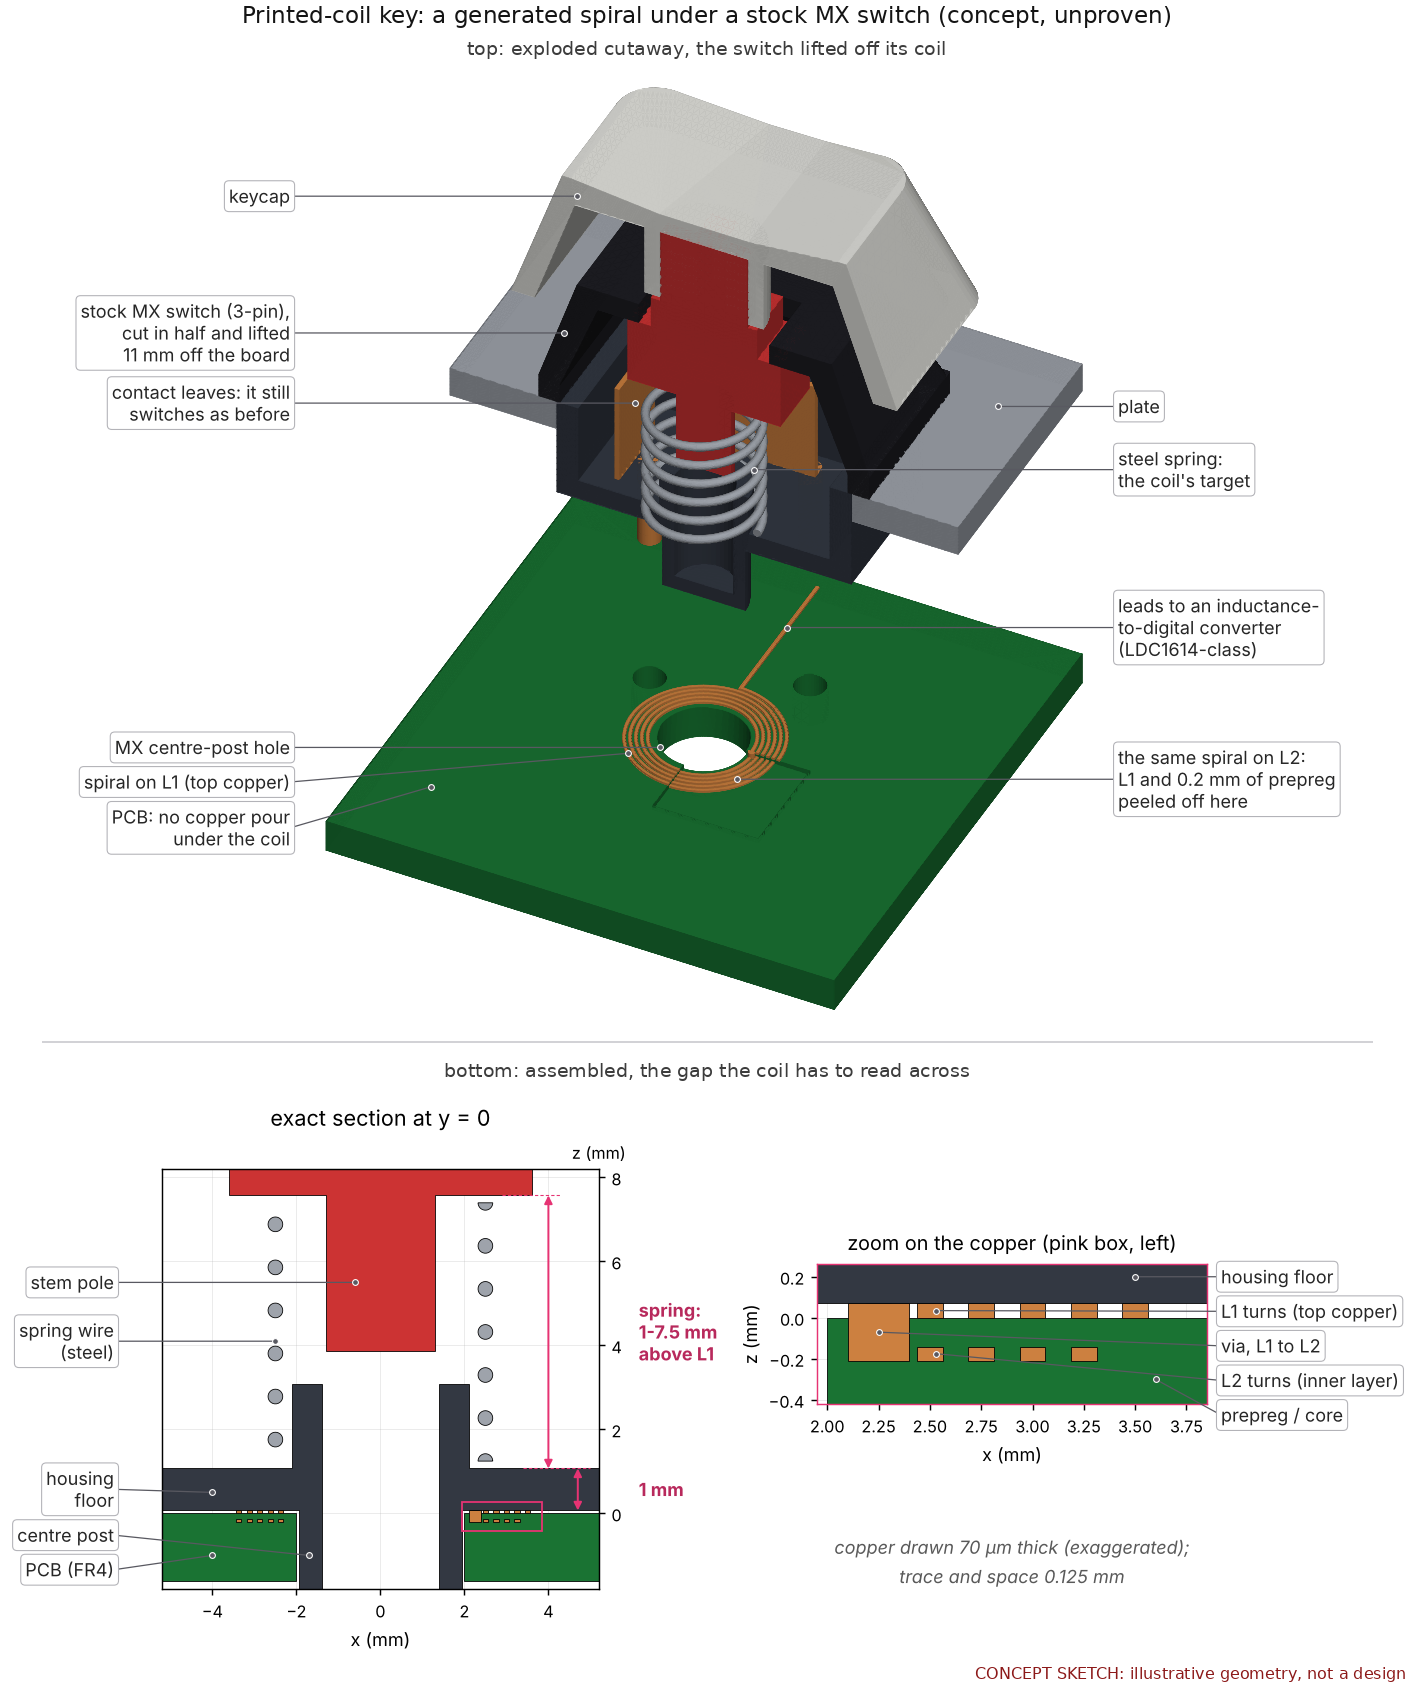 Printed-coil key: a generated spiral under a stock MX switch (concept, unproven)
top: exploded cutaway, the switch lifted off its coil
keycap
stock MX switch (3-pin),
cut in half and lifted
11 mm off the board
contact leaves: it still
switches as before
plate
steel spring:
the coil's target
leads to an inductance-
to-digital converter
(LDC1614-class)
MX centre-post hole
spiral on L1 (top copper)
PCB: no copper pour
under the coil
the same spiral on L2:
L1 and 0.2 mm of prepreg
peeled off here
bottom: assembled, the gap the coil has to read across
exact section at y = 0
z (mm)
8
6
4
2
0
stem pole
spring wire
(steel)
housing
floor
centre post
PCB (FR4)
spring:
1-7.5 mm
above L1
1 mm
−4 −2 0 2 4
x (mm)
zoom on the copper (pink box, left)
z (mm)
0.2
0.0
−0.2
−0.4
housing floor
L1 turns (top copper)
via, L1 to L2
L2 turns (inner layer)
prepreg / core
2.00 2.25 2.50 2.75 3.00 3.25 3.50 3.75
x (mm)
copper drawn 70 µm thick (exaggerated);
trace and space 0.125 mm
CONCEPT SKETCH: illustrative geometry, not a design